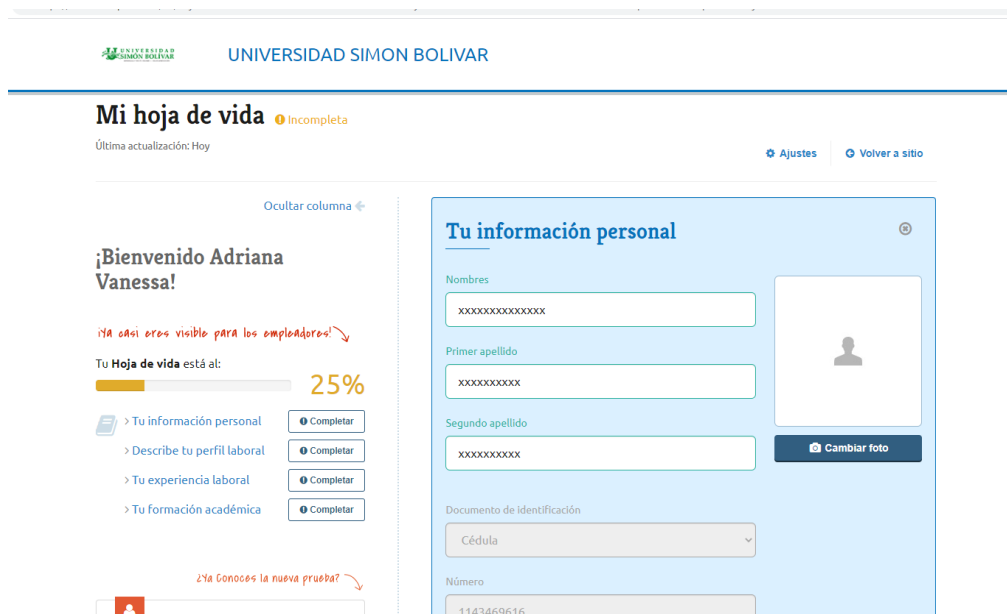 UNIVERSIDAD
SIMÓN BOLÍVAR
UNIVERSIDAD SIMON BOLIVAR
Mi hoja de vida
Incompleta
Última actualización: Hoy
Ajustes
Volver a sitio
Ocultar columna
¡Bienvenido Adriana
Vanessa!
¡Ya casi eres visible para los empleadores!
Tu Hoja de vida está al:
25%
> Tu información personal
Completar
> Describe tu perfil laboral
Completar
> Tu experiencia laboral
Completar
> Tu formación académica
Completar
¿Ya Conoces la nueva prueba?
Tu información personal
Nombres
xxxxxxxxxxxxxx
Primer apellido
xxxxxxxxxx
Segundo apellido
xxxxxxxxxx
Cambiar foto
Documento de identificación
Cédula
Número
1143469616